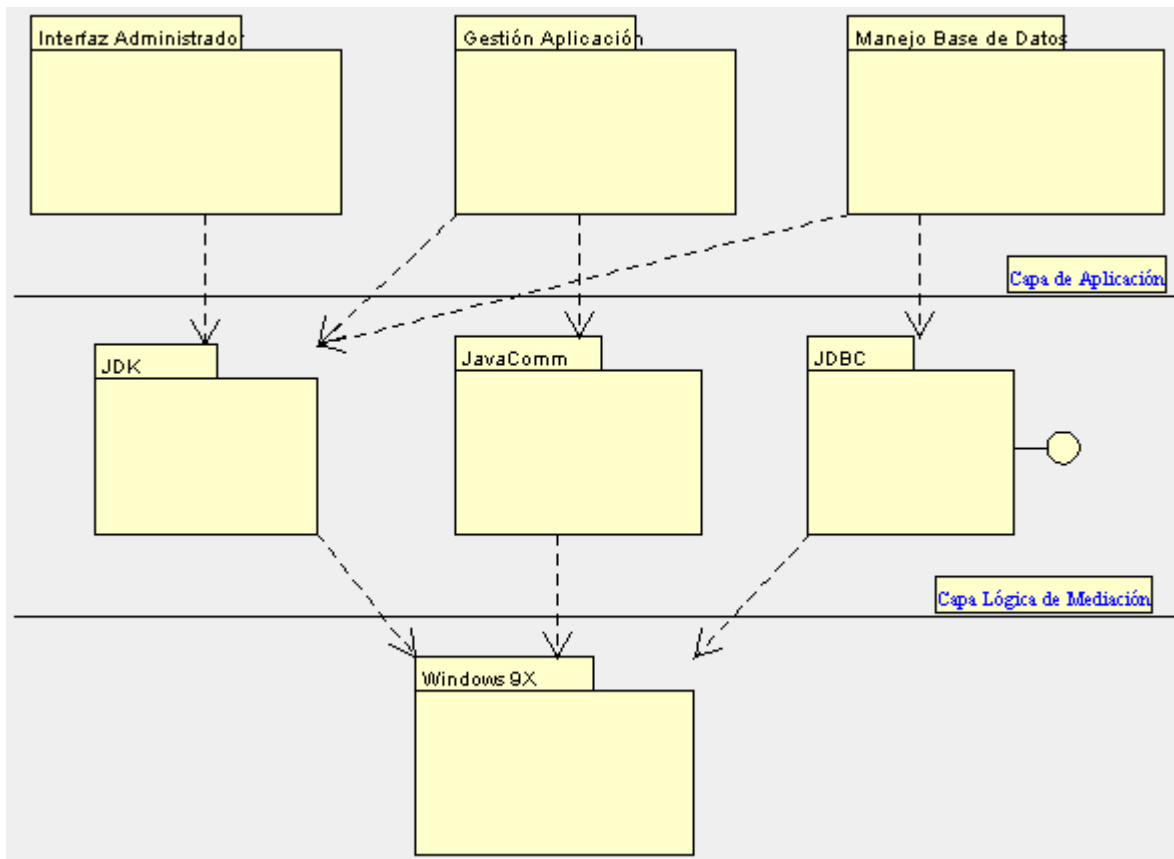 Interfaz Administrador
Gestión Aplicación
Manejo Base de Datos
Capa de Aplicación
JDK
JavaComm
JDBC
Capa Lógica de Mediación
Windows 9X